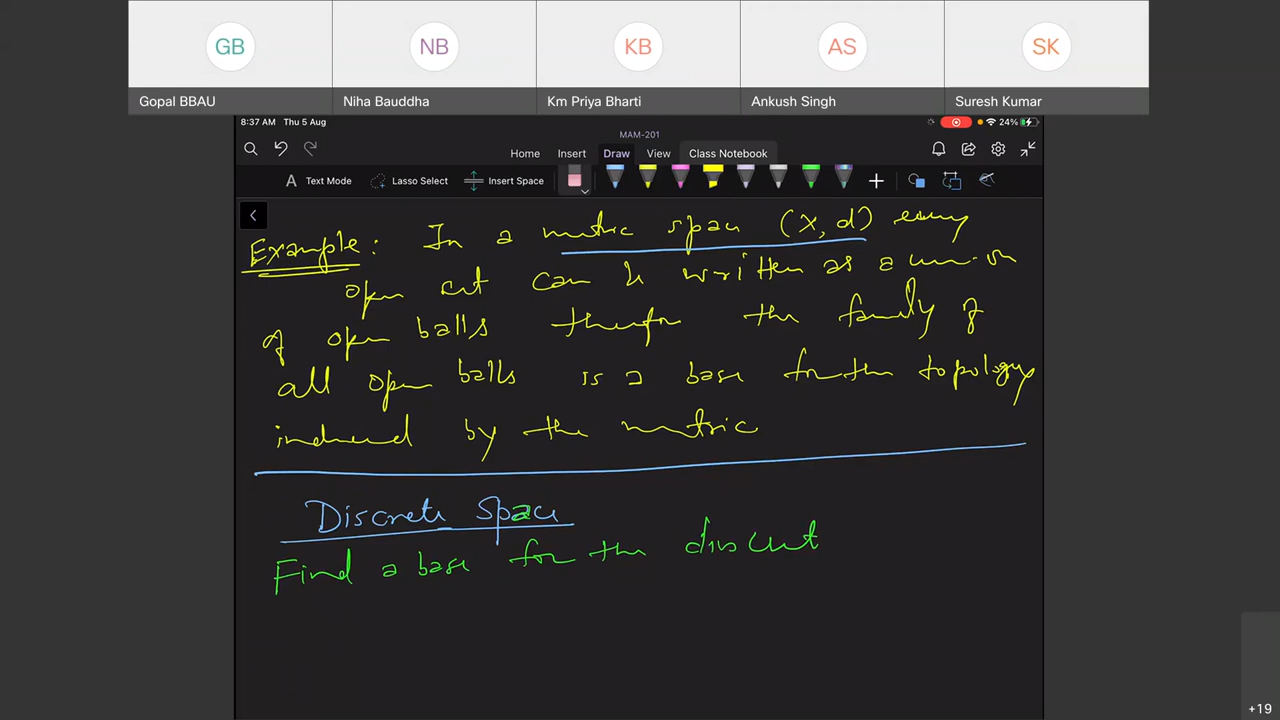 GB NB KB AS SK
Gopal BBAU Niha Bauddha Km Priya Bharti Ankush Singh Suresh Kumar
8:37 AM Thu 5 Aug 24%
MAM-201
Home Insert Draw View Class Notebook
A Text Mode Lasso Select Insert Space
Example: In a metric space (X, d) every
open set can be written as a union
of open balls therefore the family of
all open balls is a base for the topology
induced by the metric
Discrete Space
Find a base for the discrete
+19